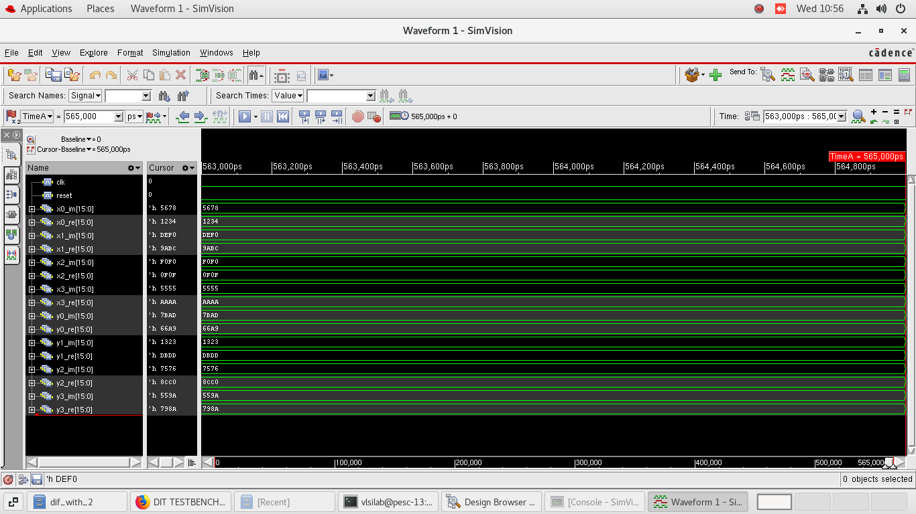 Applications Places Waveform 1 - SimVision Wed 10:56
Waveform 1 - SimVision
File Edit View Explore Format Simulation Windows Help cādence
Send To:
Search Names: Signal Search Times: Value
TimeA = 565,000 ps 565,000ps + 0 Time: 563,000ps : 565,00
Baseline = 0
Cursor-Baseline = 565,000ps
TimeA = 565,000ps
Name Cursor 563,000ps 563,200ps 563,400ps 563,600ps 563,800ps 564,000ps 564,200ps 564,400ps 564,600ps 564,800ps
clk 0
reset 0
x0_im[15:0] 'h 5678 5678
x0_re[15:0] 'h 1234 1234
x1_im[15:0] 'h DEF0 DEF0
x1_re[15:0] 'h 9ABC 9ABC
x2_im[15:0] 'h F0F0 F0F0
x2_re[15:0] 'h 0F0F 0F0F
x3_im[15:0] 'h 5555 5555
x3_re[15:0] 'h AAAA AAAA
y0_im[15:0] 'h 7BAD 7BAD
y0_re[15:0] 'h 66A9 66A9
y1_im[15:0] 'h 1323 1323
y1_re[15:0] 'h DBDD DBDD
y2_im[15:0] 'h 7576 7576
y2_re[15:0] 'h 8CC0 8CC0
y3_im[15:0] 'h 559A 559A
y3_re[15:0] 'h 798A 798A
0 100,000 200,000 300,000 400,000 500,000 565,000
'h DEF0 0 objects selected
dif_with_2 DIT TESTBENCH... [Recent] vlsilab@pesc-13:... Design Browser ... [Console - SimVi... Waveform 1 - Si...